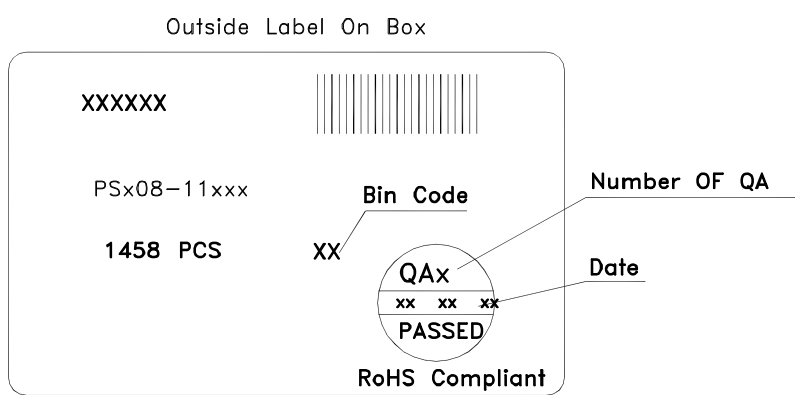 Outside Label On Box
XXXXXX
PSx08-11xxx
Bin Code
Number OF QA
1458 PCS
XX
QAx
Date
xx xx xx
PASSED
RoHS Compliant